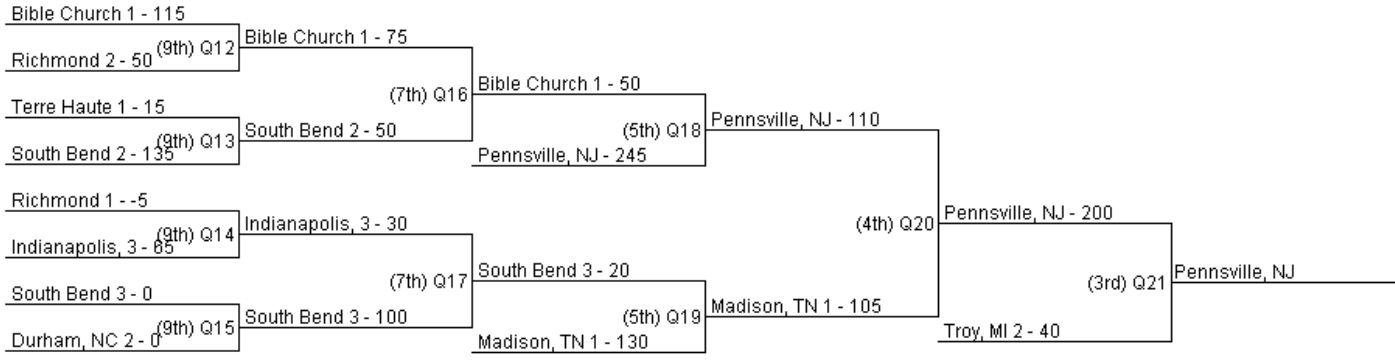 Bible Church 1 - 115
(9th) Q12
Richmond 2 - 50
Bible Church 1 - 75
(7th) Q16
Terre Haute 1 - 15
(9th) Q13
South Bend 2 - 135
South Bend 2 - 50
Bible Church 1 - 50
(5th) Q18
Pennsville, NJ - 245
Pennsville, NJ - 110
(4th) Q20
Richmond 1 - -5
(9th) Q14
Indianapolis, 3 - 65
Indianapolis, 3 - 30
(7th) Q17
South Bend 3 - 0
(9th) Q15
Durham, NC 2 - 0
South Bend 3 - 100
South Bend 3 - 20
(5th) Q19
Madison, TN 1 - 130
Madison, TN 1 - 105
Pennsville, NJ - 200
(3rd) Q21
Troy, MI 2 - 40
Pennsville, NJ